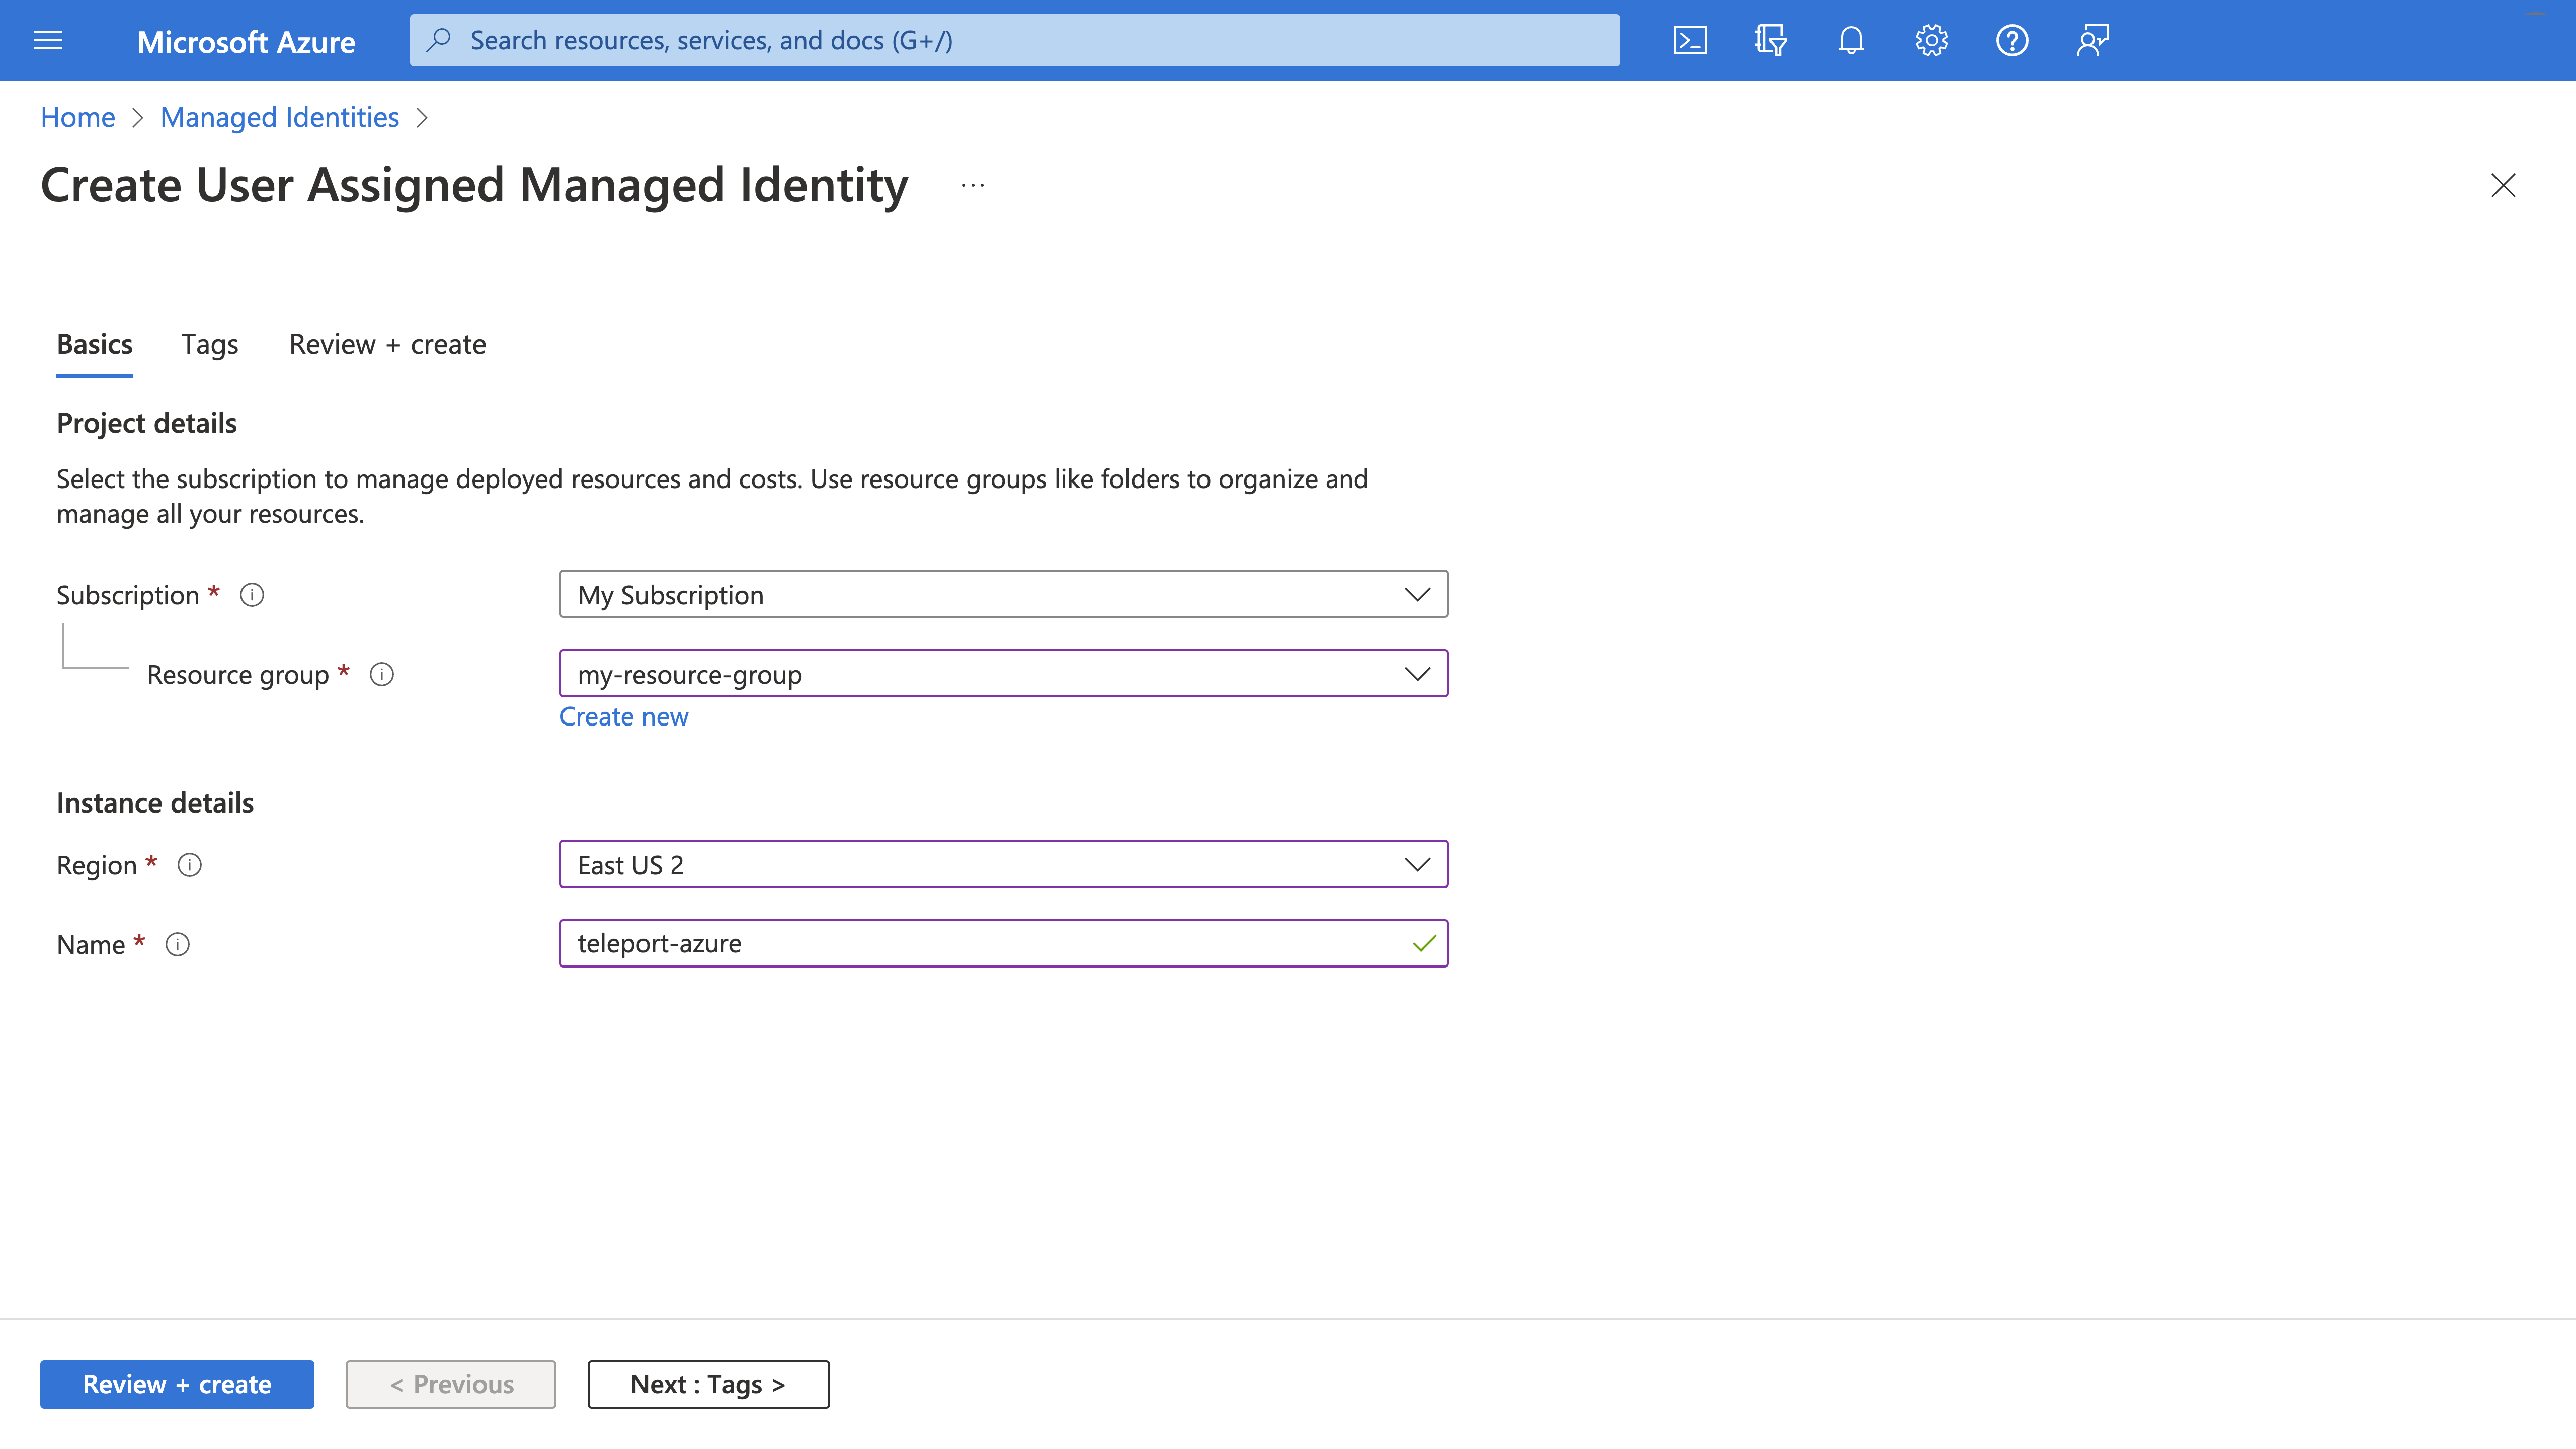 Microsoft Azure
Search resources, services, and docs (G+/)
Home > Managed Identities >
Create User Assigned Managed Identity ...
Basics Tags Review + create
Project details
Select the subscription to manage deployed resources and costs. Use resource groups like folders to organize and
manage all your resources.
Subscription * My Subscription
Resource group * my-resource-group
Create new
Instance details
Region * East US 2
Name * teleport-azure
Review + create < Previous Next : Tags >